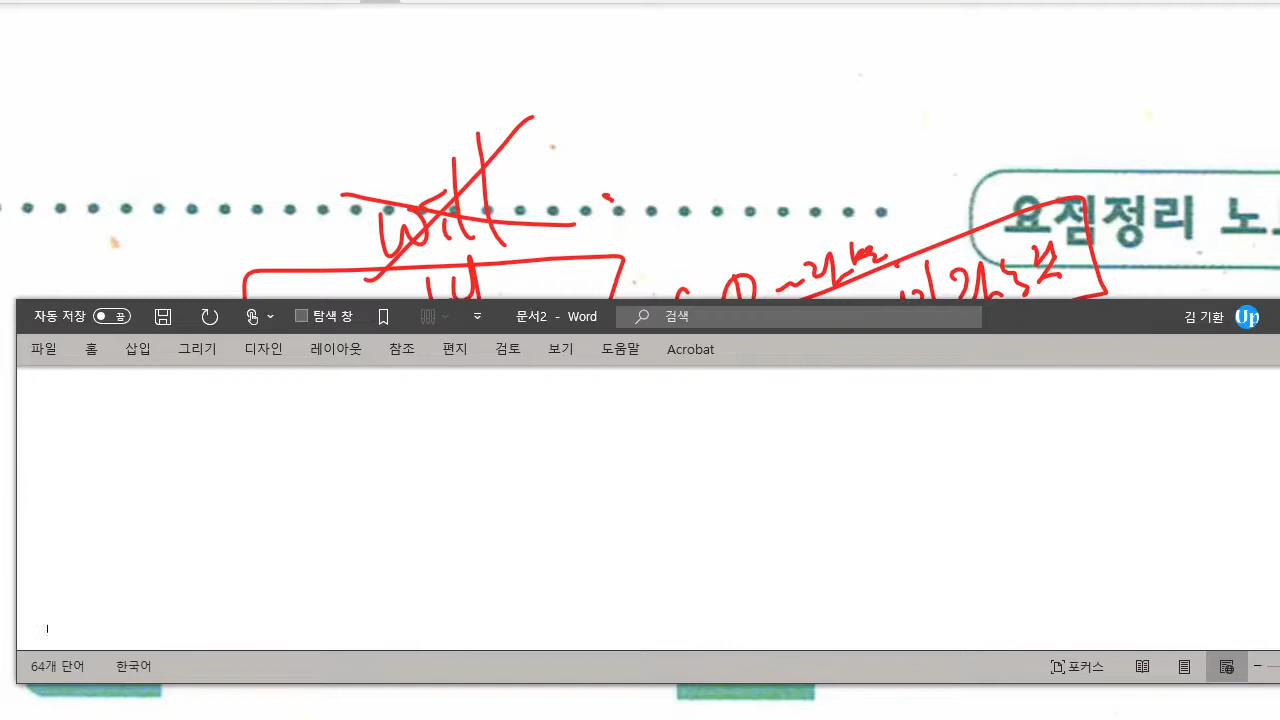 요점정리 노
will
자동 저장 끔 탐색 창 문서2 - Word 검색 김 기환 Up
파일 홈 삽입 그리기 디자인 레이아웃 참조 편지 검토 보기 도움말 Acrobat
64개 단어 한국어 포커스